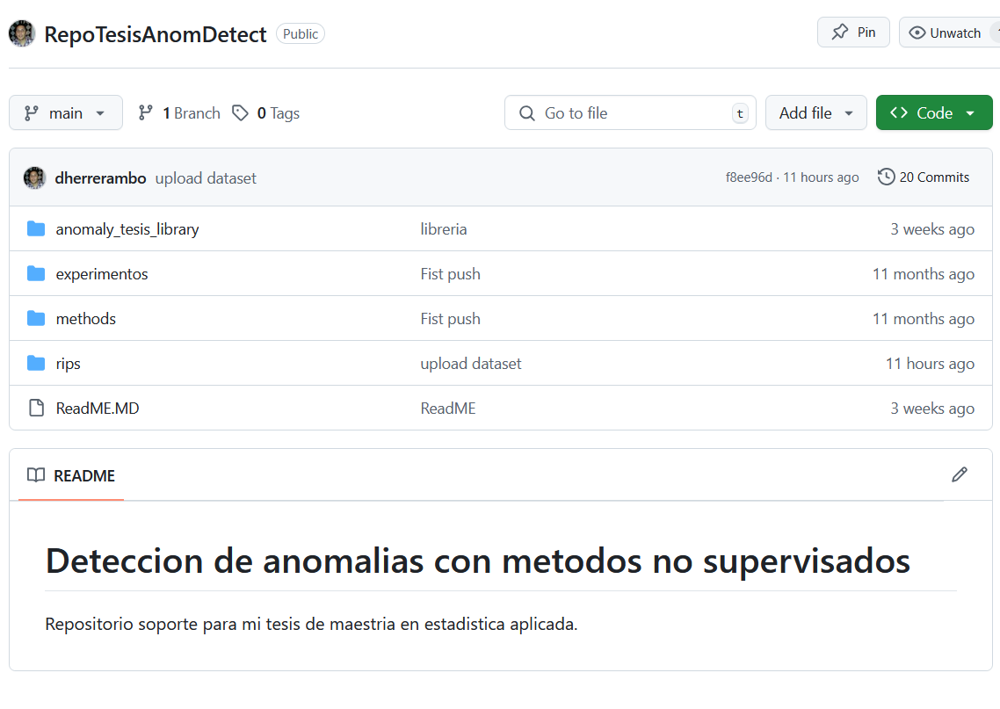 RepoTesisAnomDetect Public Pin Unwatch
main 1 Branch 0 Tags Go to file t Add file Code
dherrerambo upload dataset f8ee96d · 11 hours ago 20 Commits
anomaly_tesis_library libreria 3 weeks ago
experimentos Fist push 11 months ago
methods Fist push 11 months ago
rips upload dataset 11 hours ago
ReadME.MD ReadME 3 weeks ago
README
Deteccion de anomalias con metodos no supervisados
Repositorio soporte para mi tesis de maestria en estadistica aplicada.